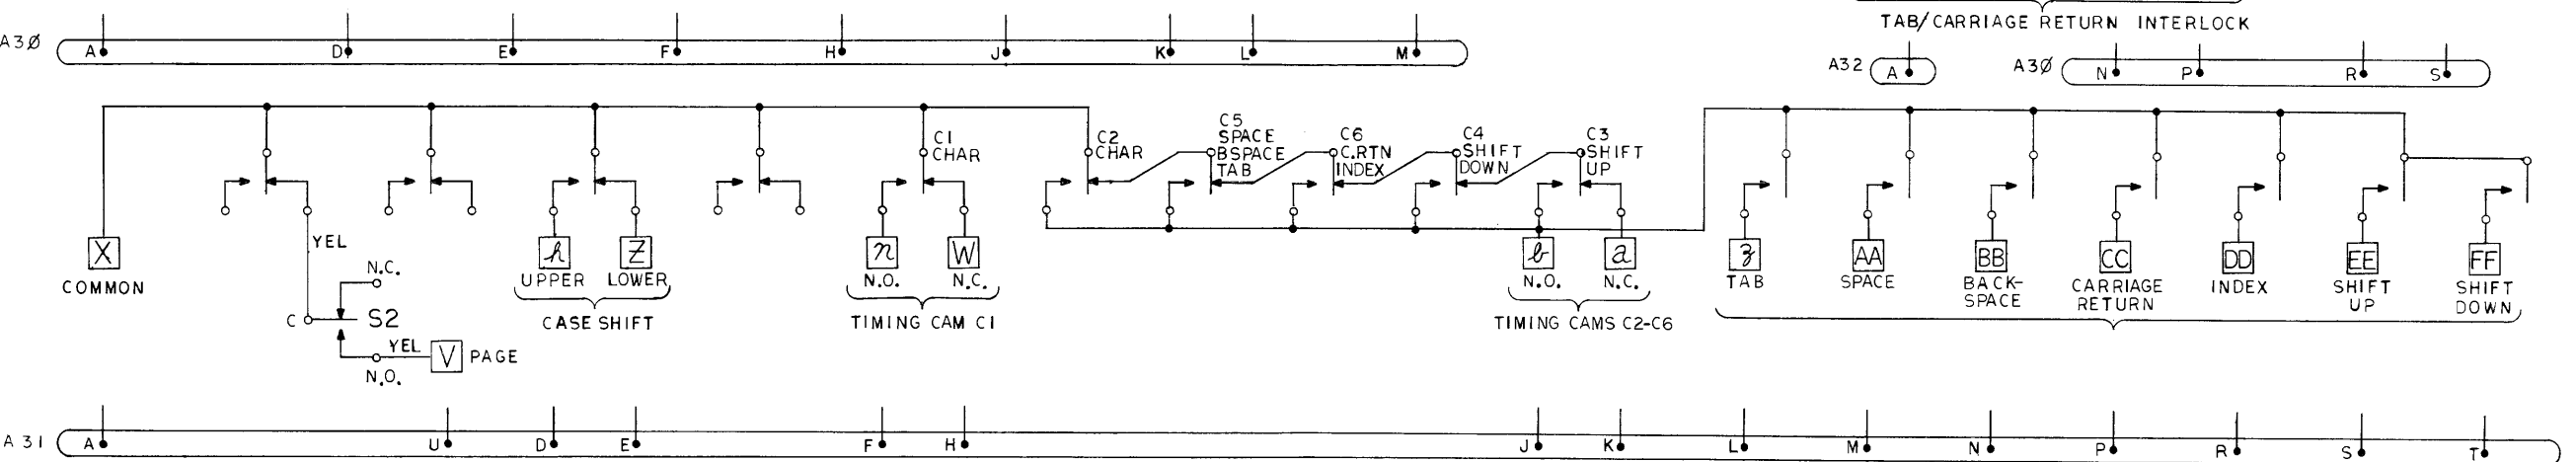 TAB/CARRIAGE RETURN INTERLOCK
A3Ø A D E F H J K L M
A32 A A3Ø N P R S
C1
CHAR
C2
CHAR
C5
SPACE
BSPACE
TAB
C6
C.RTN
INDEX
C4
SHIFT
DOWN
C3
SHIFT
UP
YEL
X
COMMON
h
UPPER
Z
LOWER
CASE SHIFT
n
N.O.
W
N.C.
TIMING CAM C1
b
N.O.
a
N.C.
TIMING CAMS C2-C6
z
TAB
AA
SPACE
BB
BACK-
SPACE
CC
CARRIAGE
RETURN
DD
INDEX
EE
SHIFT
UP
FF
SHIFT
DOWN
N.C.
C S2
YEL V PAGE
N.O.
A31 A U D E F H J K L M N P R S T